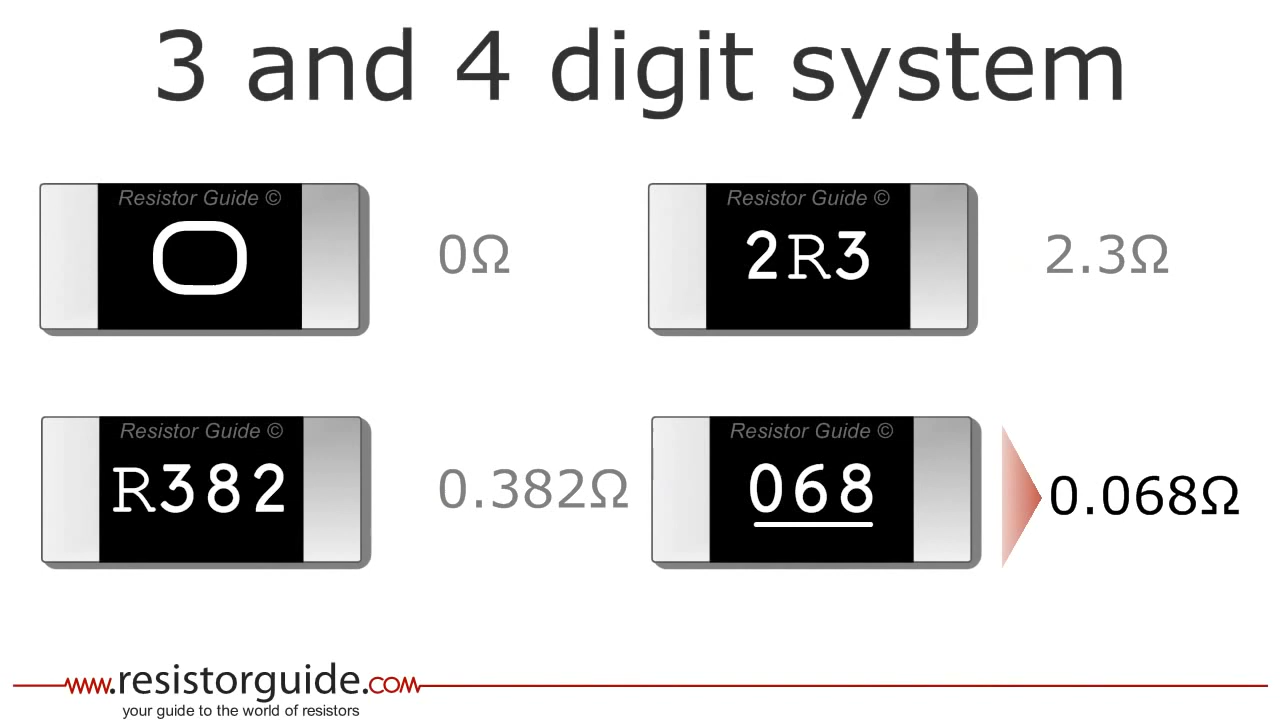 3 and 4 digit system
Resistor Guide ©
0
0Ω
Resistor Guide ©
2R3
2.3Ω
Resistor Guide ©
R382
0.382Ω
Resistor Guide ©
068
0.068Ω
www.resistorguide.com
your guide to the world of resistors